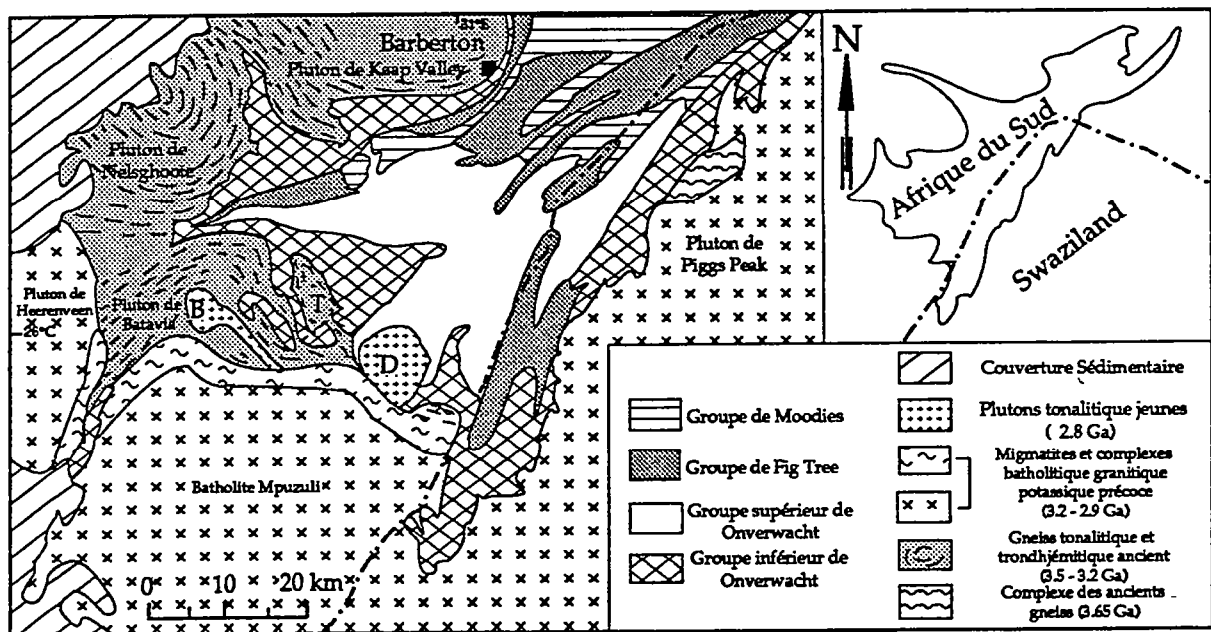 31°E
Barberton
Pluton de Kaap Valley
Pluton de
Nelsghoote
Pluton de
Heerenveen
26°C
Pluton de
Batavia
B
T
D
Pluton de
Piggs Peak
Batholite Mpuzuli
0 10 20 km
N
Afrique du Sud
Swaziland
Groupe de Moodies
Groupe de Fig Tree
Groupe supérieur de
Onverwacht
Groupe inférieur de
Onverwacht
Couverture Sédimentaire
Plutons tonalitique jeunes
( 2.8 Ga)
Migmatites et complexes
batholitique granitique
potassique précoce
(3.2 - 2.9 Ga)
Gneiss tonalitique et
trondhjémitique ancient
(3.5 - 3.2 Ga)
Complexe des ancients
gneiss (3.65 Ga)